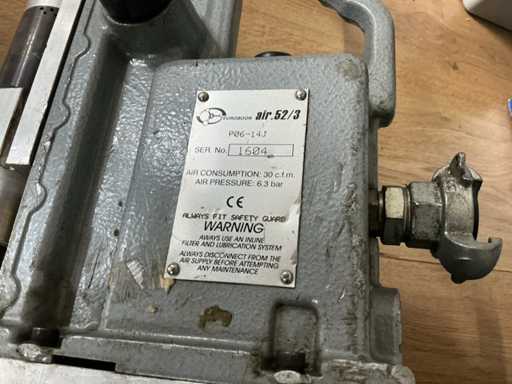 EUROBOOR air.52/3
P06-14J
SER. No. 1604
AIR CONSUMPTION: 30 c.f.m.
AIR PRESSURE: 6.3 bar
CE
ALWAYS FIT SAFETY GUARD
WARNING
AWAYS USE AN INLINE
FILTER AND LUBRICATION SYSTEM
ALWAYS DISCONNECT FROM THE
AIR SUPPLY BEFORE ATTEMPTING
ANY MAINTENANCE